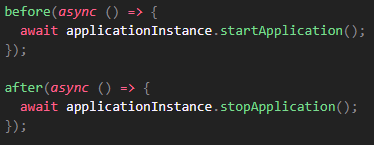 before(async () => {
  await applicationInstance.startApplication();
});

after(async () => {
  await applicationInstance.stopApplication();
});